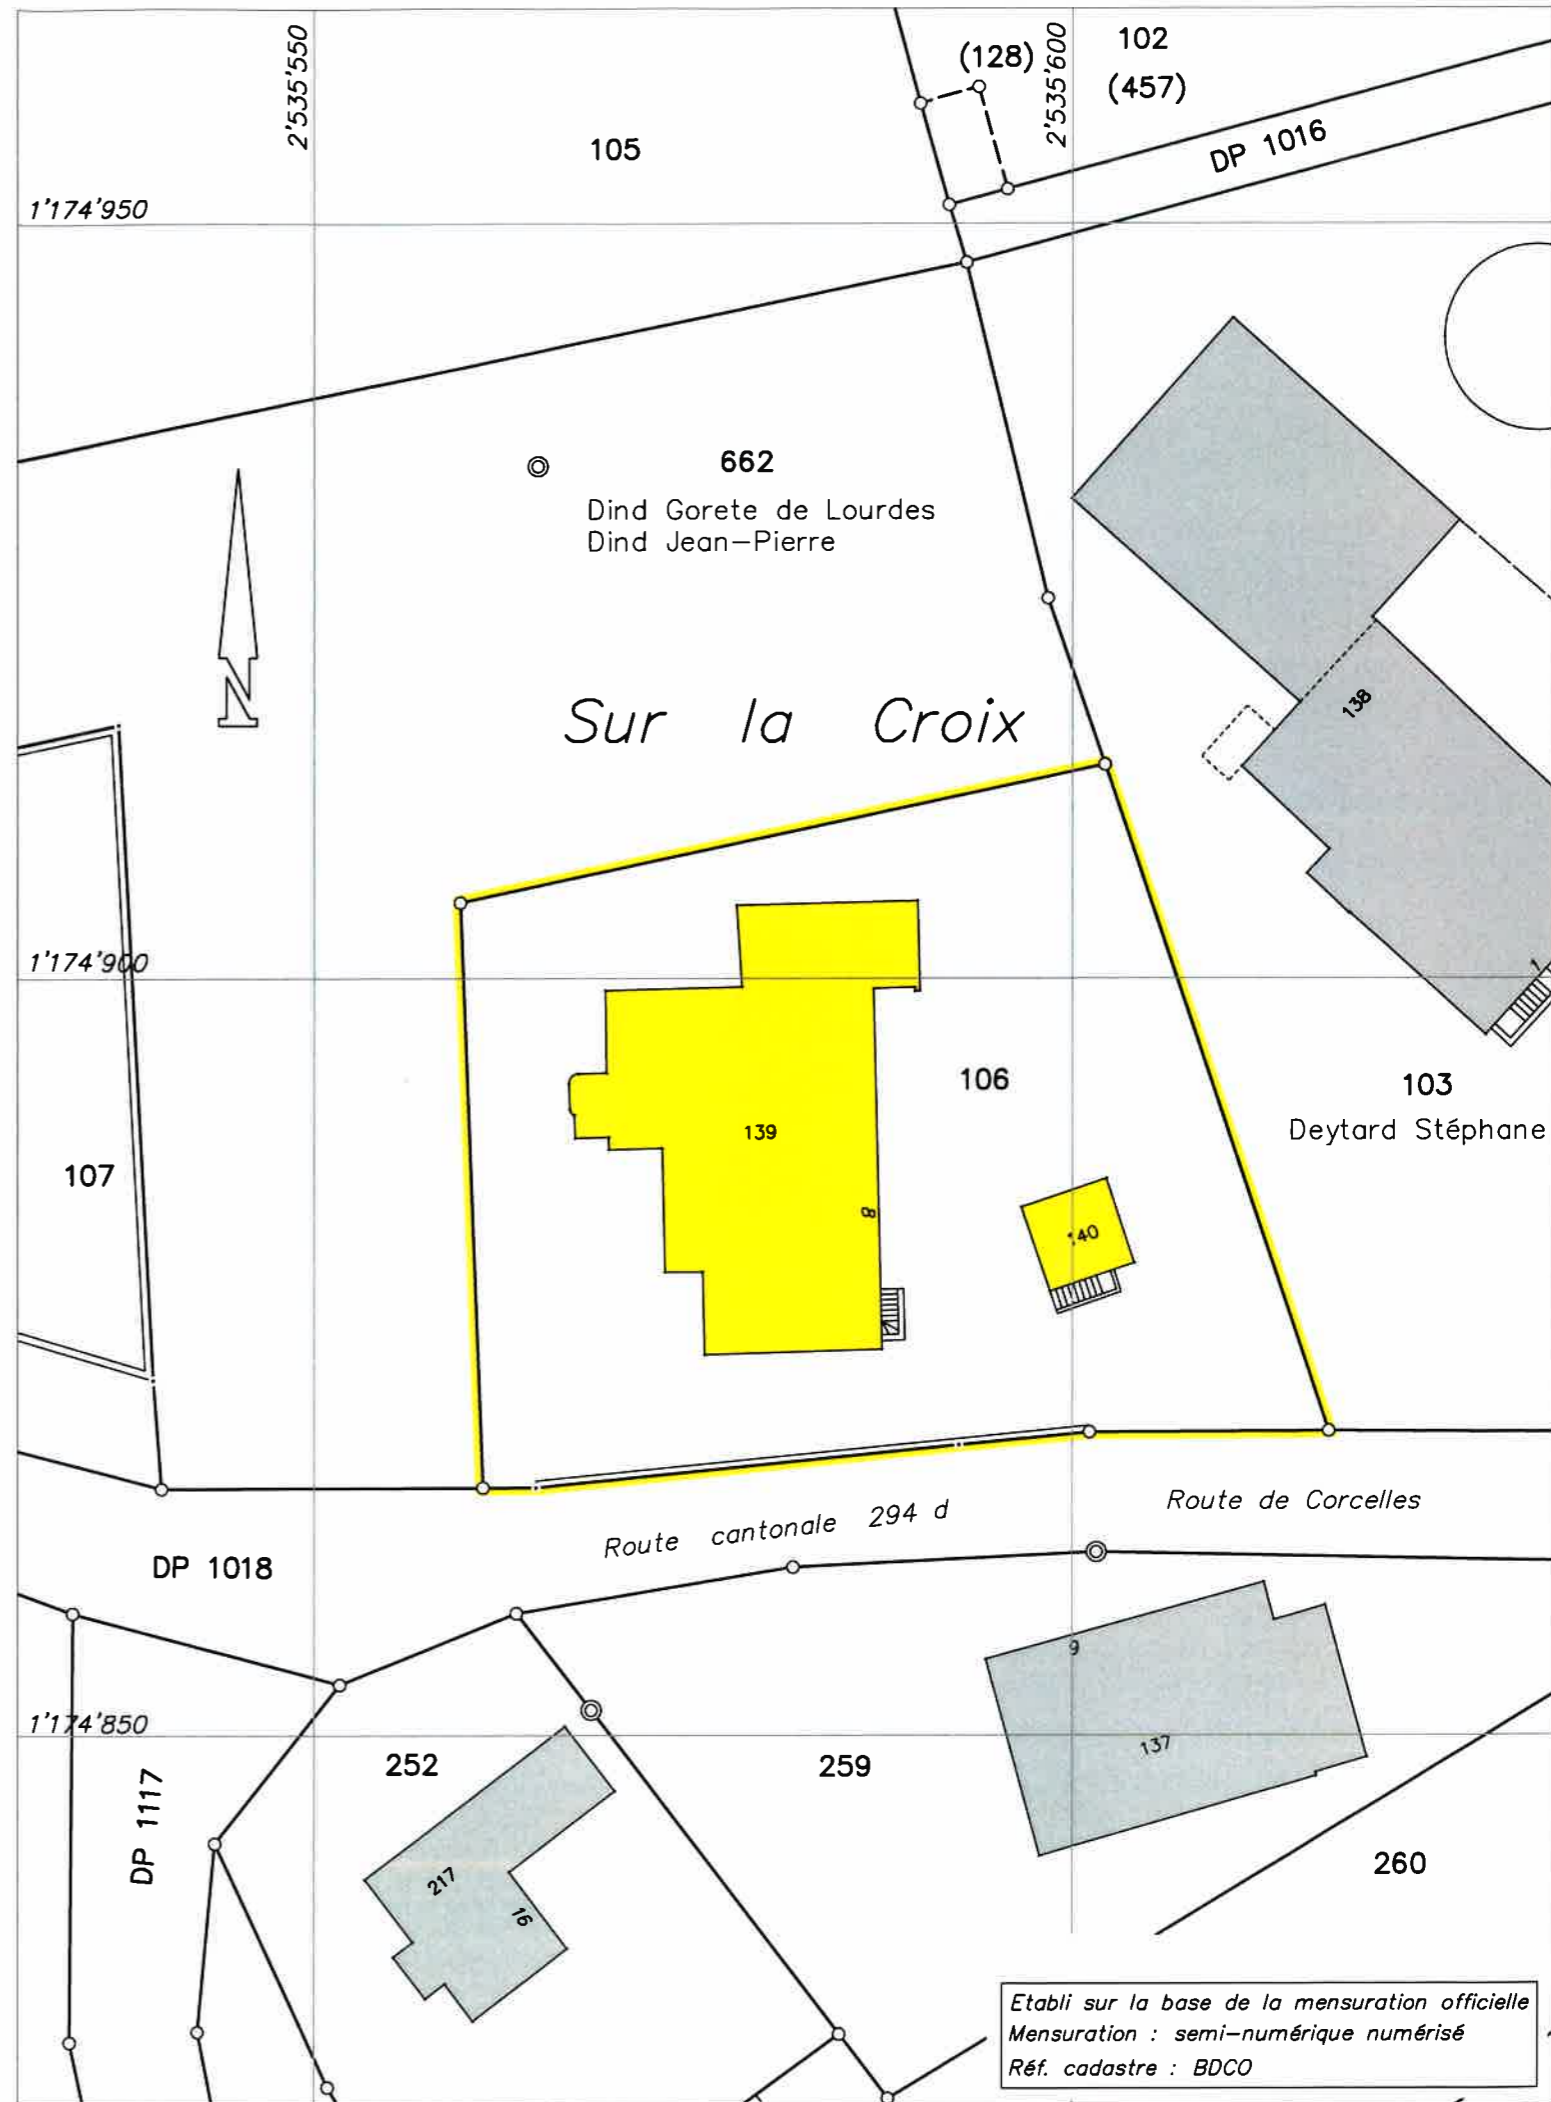 2'535'550
(128)
2'535'600
102
(457)
105
DP 1016
1'174'950
662
Dind Gorete de Lourdes
Dind Jean-Pierre
N
Sur la Croix
138
1'174'900
1
106
103
Deytard Stéphane
139
107
8
140
Route de Corcelles
Route cantonale 294 d
DP 1018
9
1'174'850
137
252
259
DP 1117
260
217
16
Etabli sur la base de la mensuration officielle
Mensuration : semi-numérique numérisé
Réf. cadastre : BDCO